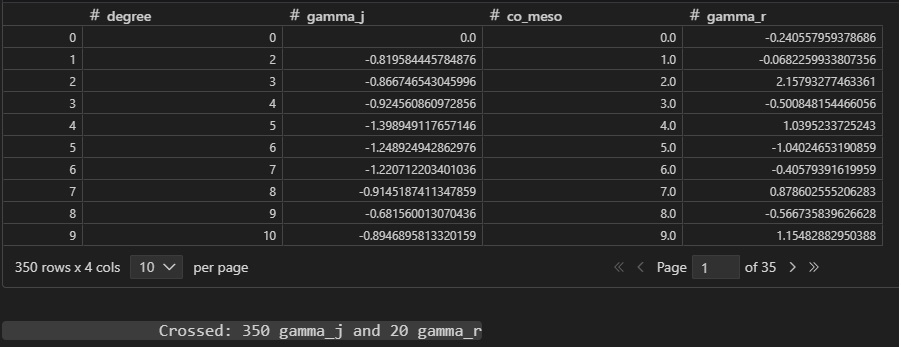 # degree # gamma_j # co_meso # gamma_r
0 0 0.0 0.0 -0.240557959378686
1 2 -0.819584445784876 1.0 -0.0682259933807356
2 3 -0.866746543045996 2.0 2.15793277463361
3 4 -0.924560860972856 3.0 -0.500848154466056
4 5 -1.398949117657146 4.0 1.0395233725243
5 6 -1.248924942862976 5.0 -1.04024653190859
6 7 -1.220712203401036 6.0 -0.40579391619959
7 8 -0.9145187411347859 7.0 0.878602555206283
8 9 -0.681560013070436 8.0 -0.566735839626628
9 10 -0.8946895813320159 9.0 1.15482882950388
350 rows x 4 cols 10 per page « < Page 1 of 35 > »
Crossed: 350 gamma_j and 20 gamma_r